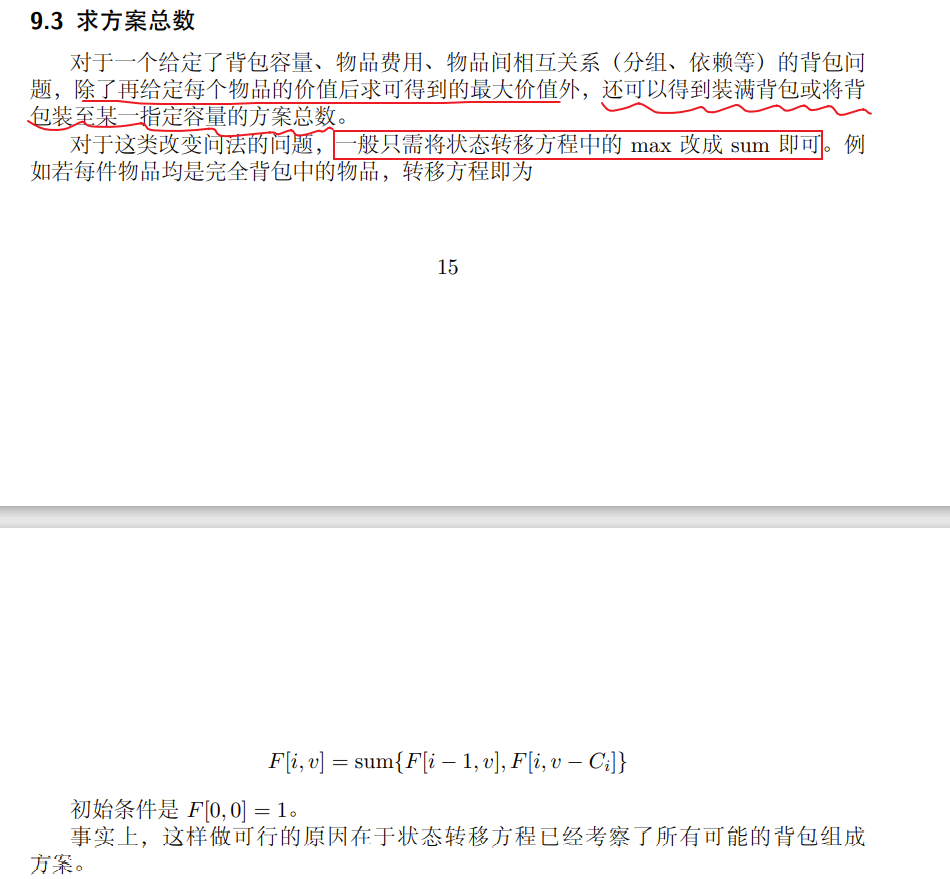 9.3 求方案总数
对于一个给定了背包容量、物品费用、物品间相互关系（分组、依赖等）的背包问
题，除了再给定每个物品的价值后求可得到的最大价值外，还可以得到装满背包或将背
包装至某一指定容量的方案总数。
对于这类改变问法的问题，一般只需将状态转移方程中的 max 改成 sum 即可。例
如若每件物品均是完全背包中的物品，转移方程即为
15
F[i, v] = sum{F[i − 1, v], F[i, v − Cᵢ]}
初始条件是 F[0, 0] = 1。
事实上，这样做可行的原因在于状态转移方程已经考察了所有可能的背包组成
方案。